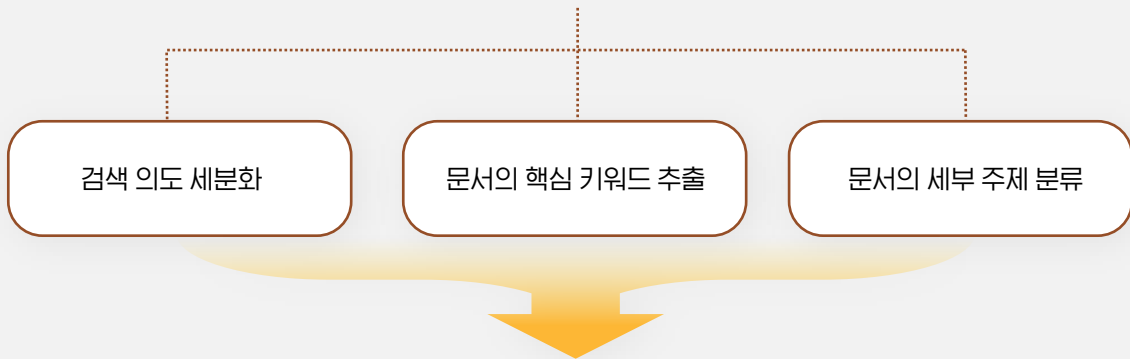 검색 의도 세분화
문서의 핵심 키워드 추출
문서의 세부 주제 분류